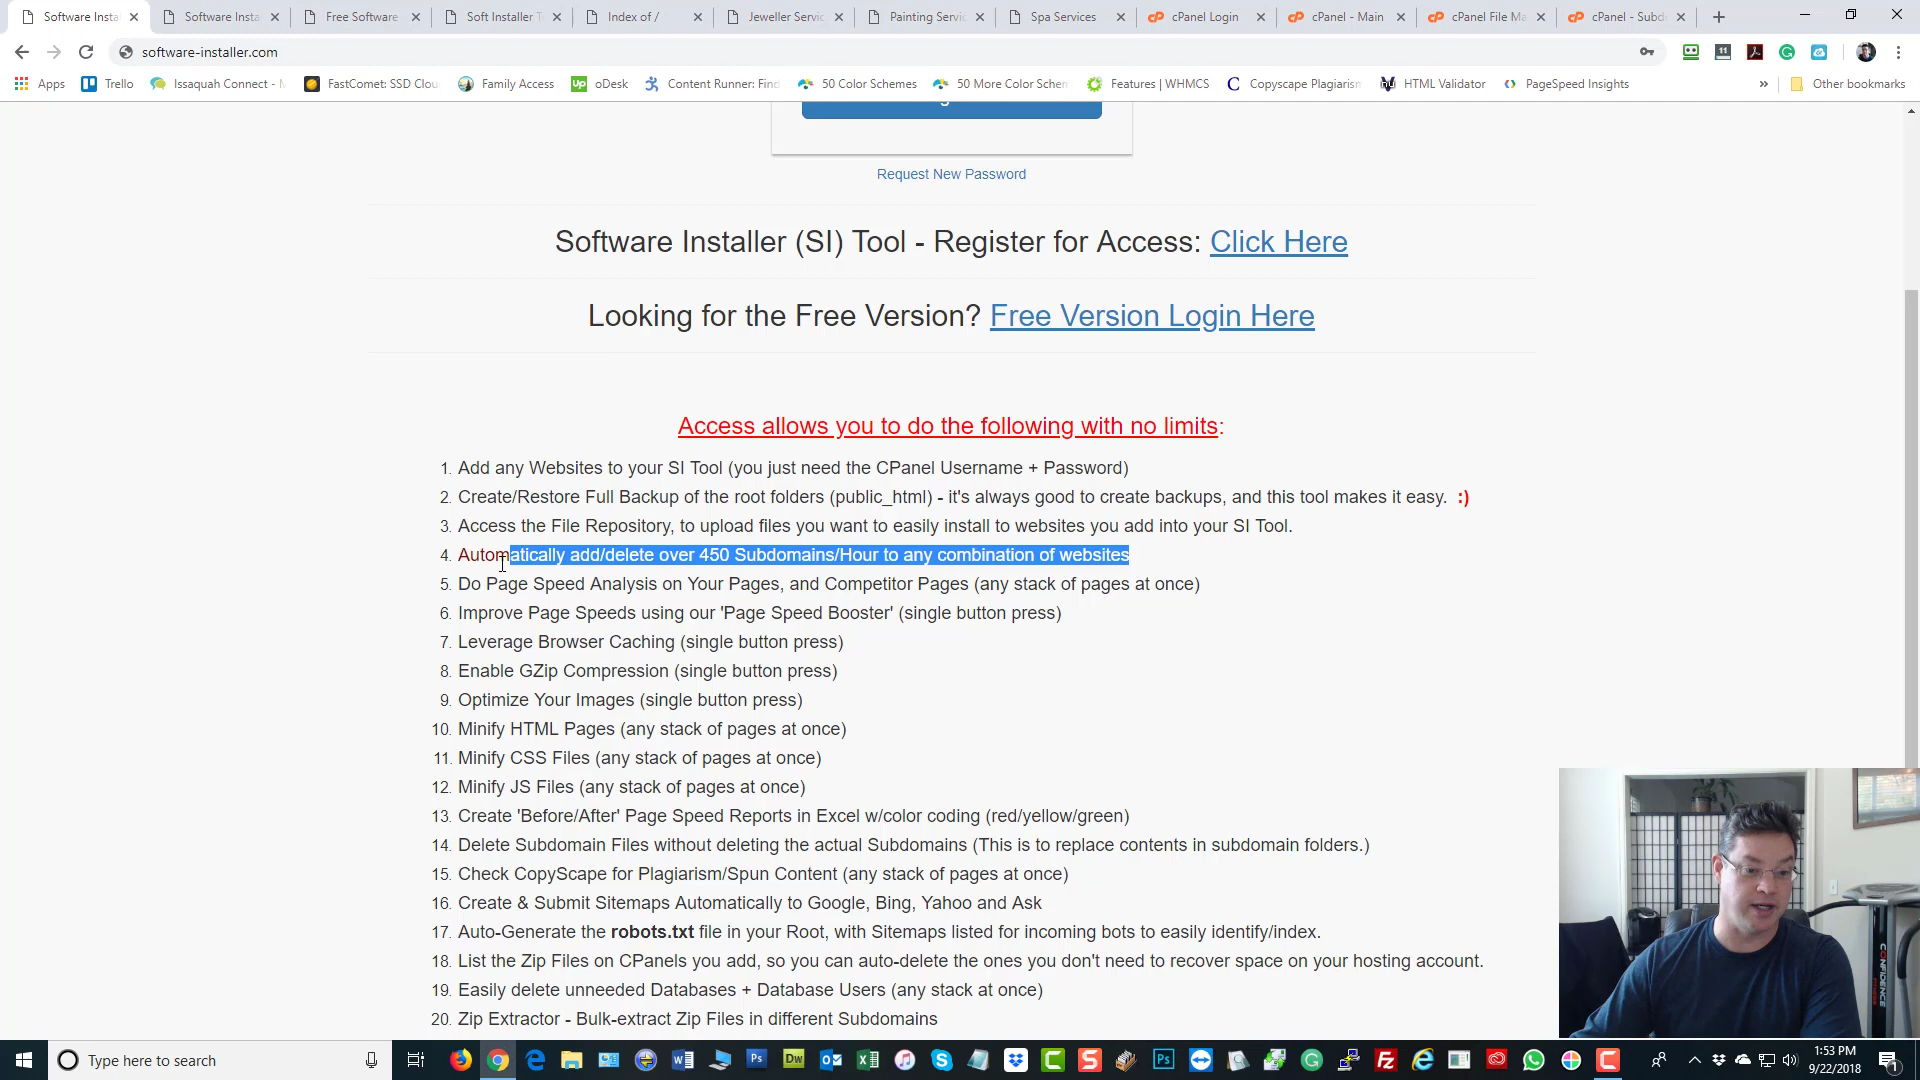 Software Insta
Software Insta
Free Software
Soft Installer T
Index of /
Jeweller Servic
Painting Servic
Spa Services
cPanel Login
cPanel - Main
cPanel File Ma
cPanel - Subd
software-installer.com
Apps
Trello
Issaquah Connect -
FastComet: SSD Clou
Family Access
Up oDesk
Content Runner: Find
50 Color Schemes
50 More Color Schem
Features | WHMCS
Copyscape Plagiarism
HTML Validator
PageSpeed Insights
Other bookmarks
Request New Password
Software Installer (SI) Tool - Register for Access: Click Here
Looking for the Free Version? Free Version Login Here
Access allows you to do the following with no limits:
1. Add any Websites to your SI Tool (you just need the CPanel Username + Password)
2. Create/Restore Full Backup of the root folders (public_html) - it's always good to create backups, and this tool makes it easy. :)
3. Access the File Repository, to upload files you want to easily install to websites you add into your SI Tool.
4. Automatically add/delete over 450 Subdomains/Hour to any combination of websites
5. Do Page Speed Analysis on Your Pages, and Competitor Pages (any stack of pages at once)
6. Improve Page Speeds using our 'Page Speed Booster' (single button press)
7. Leverage Browser Caching (single button press)
8. Enable GZip Compression (single button press)
9. Optimize Your Images (single button press)
10. Minify HTML Pages (any stack of pages at once)
11. Minify CSS Files (any stack of pages at once)
12. Minify JS Files (any stack of pages at once)
13. Create 'Before/After' Page Speed Reports in Excel w/color coding (red/yellow/green)
14. Delete Subdomain Files without deleting the actual Subdomains (This is to replace contents in subdomain folders.)
15. Check CopyScape for Plagiarism/Spun Content (any stack of pages at once)
16. Create & Submit Sitemaps Automatically to Google, Bing, Yahoo and Ask
17. Auto-Generate the robots.txt file in your Root, with Sitemaps listed for incoming bots to easily identify/index.
18. List the Zip Files on CPanels you add, so you can auto-delete the ones you don't need to recover space on your hosting account.
19. Easily delete unneeded Databases + Database Users (any stack at once)
20. Zip Extractor - Bulk-extract Zip Files in different Subdomains
Type here to search
1:53 PM
9/22/2018